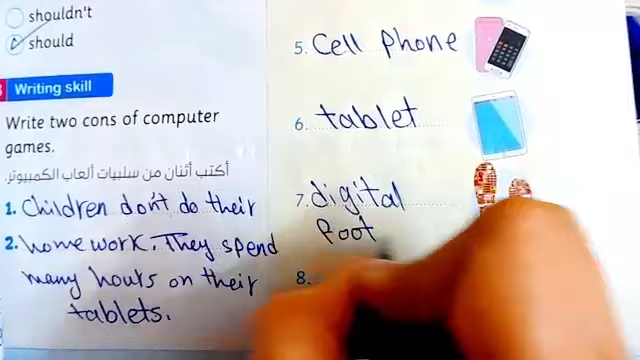 shouldn't
should
Writing skill
Write two cons of computer
games.
أكتب أثنان من سلبيات ألعاب الكمبيوتر.
1. Children don't do their
2. home work. They spend
many hours on their
tablets.
5. Cell Phone
6. tablet
7. digital
Foot
8.